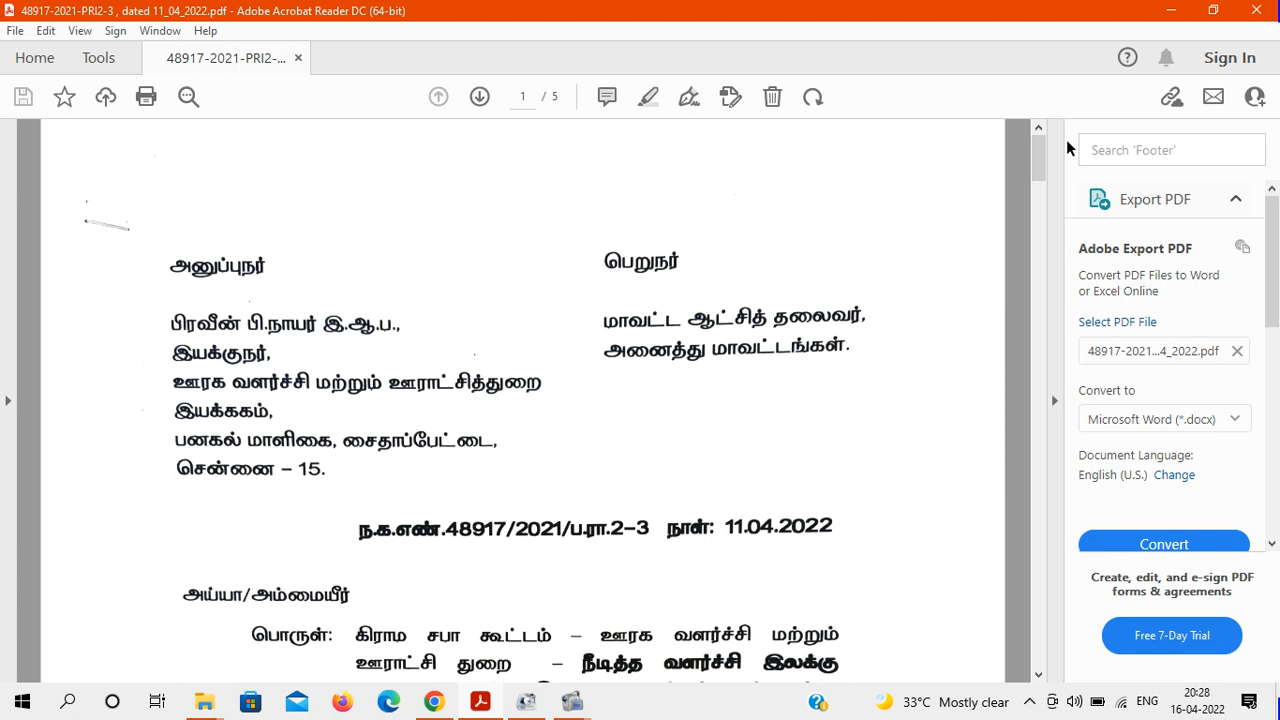 48917-2021-PRI2-3 , dated 11_04_2022.pdf - Adobe Acrobat Reader DC (64-bit)
File Edit View Sign Window Help
Home Tools 48917-2021-PRI2-... × Sign In
1 / 5
Search 'Footer'
Export PDF
Adobe Export PDF
Convert PDF Files to Word
or Excel Online
Select PDF File
48917-2021...4_2022.pdf
Convert to
Microsoft Word (*.docx)
Document Language:
English (U.S.) Change
Convert
Create, edit, and e-sign PDF
forms & agreements
Free 7-Day Trial
அனுப்புநர்
பிரவீன் பி.நாயர் இ.ஆ.ப.,
இயக்குநர்,
ஊரக வளர்ச்சி மற்றும் ஊராட்சித்துறை
இயக்ககம்,
பனகல் மாளிகை, சைதாப்பேட்டை,
சென்னை – 15.
பெறுநர்
மாவட்ட ஆட்சித் தலைவர்,
அனைத்து மாவட்டங்கள்.
ந.க.எண்.48917/2021/ப.ரா.2-3 நாள்: 11.04.2022
அய்யா/அம்மையீர்
பொருள்: கிராம சபா கூட்டம் – ஊரக வளர்ச்சி மற்றும்
ஊராட்சி துறை – நீடித்த வளர்ச்சி இலக்கு
33°C Mostly clear ENG 20:28
16-04-2022